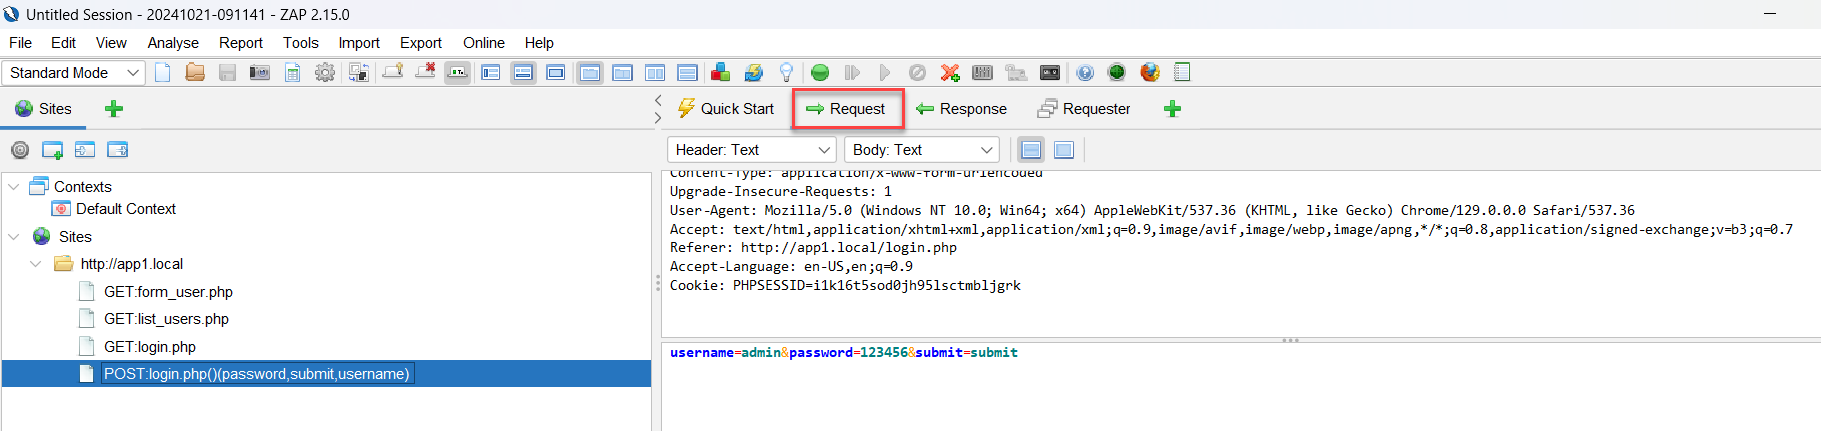 Untitled Session - 20241021-091141 - ZAP 2.15.0
File Edit View Analyse Report Tools Import Export Online Help
Standard Mode
Sites
Quick Start Request Response Requester
Header: Text Body: Text
Contexts
Default Context
Sites
http://app1.local
GET:form_user.php
GET:list_users.php
GET:login.php
POST:login.php()(password,submit,username)
Content-Type: application/x-www-form-urlencoded
Upgrade-Insecure-Requests: 1
User-Agent: Mozilla/5.0 (Windows NT 10.0; Win64; x64) AppleWebKit/537.36 (KHTML, like Gecko) Chrome/129.0.0.0 Safari/537.36
Accept: text/html,application/xhtml+xml,application/xml;q=0.9,image/avif,image/webp,image/apng,*/*;q=0.8,application/signed-exchange;v=b3;q=0.7
Referer: http://app1.local/login.php
Accept-Language: en-US,en;q=0.9
Cookie: PHPSESSID=i1k16t5sod0jh95lsctmbljgrk
username=admin&password=123456&submit=submit